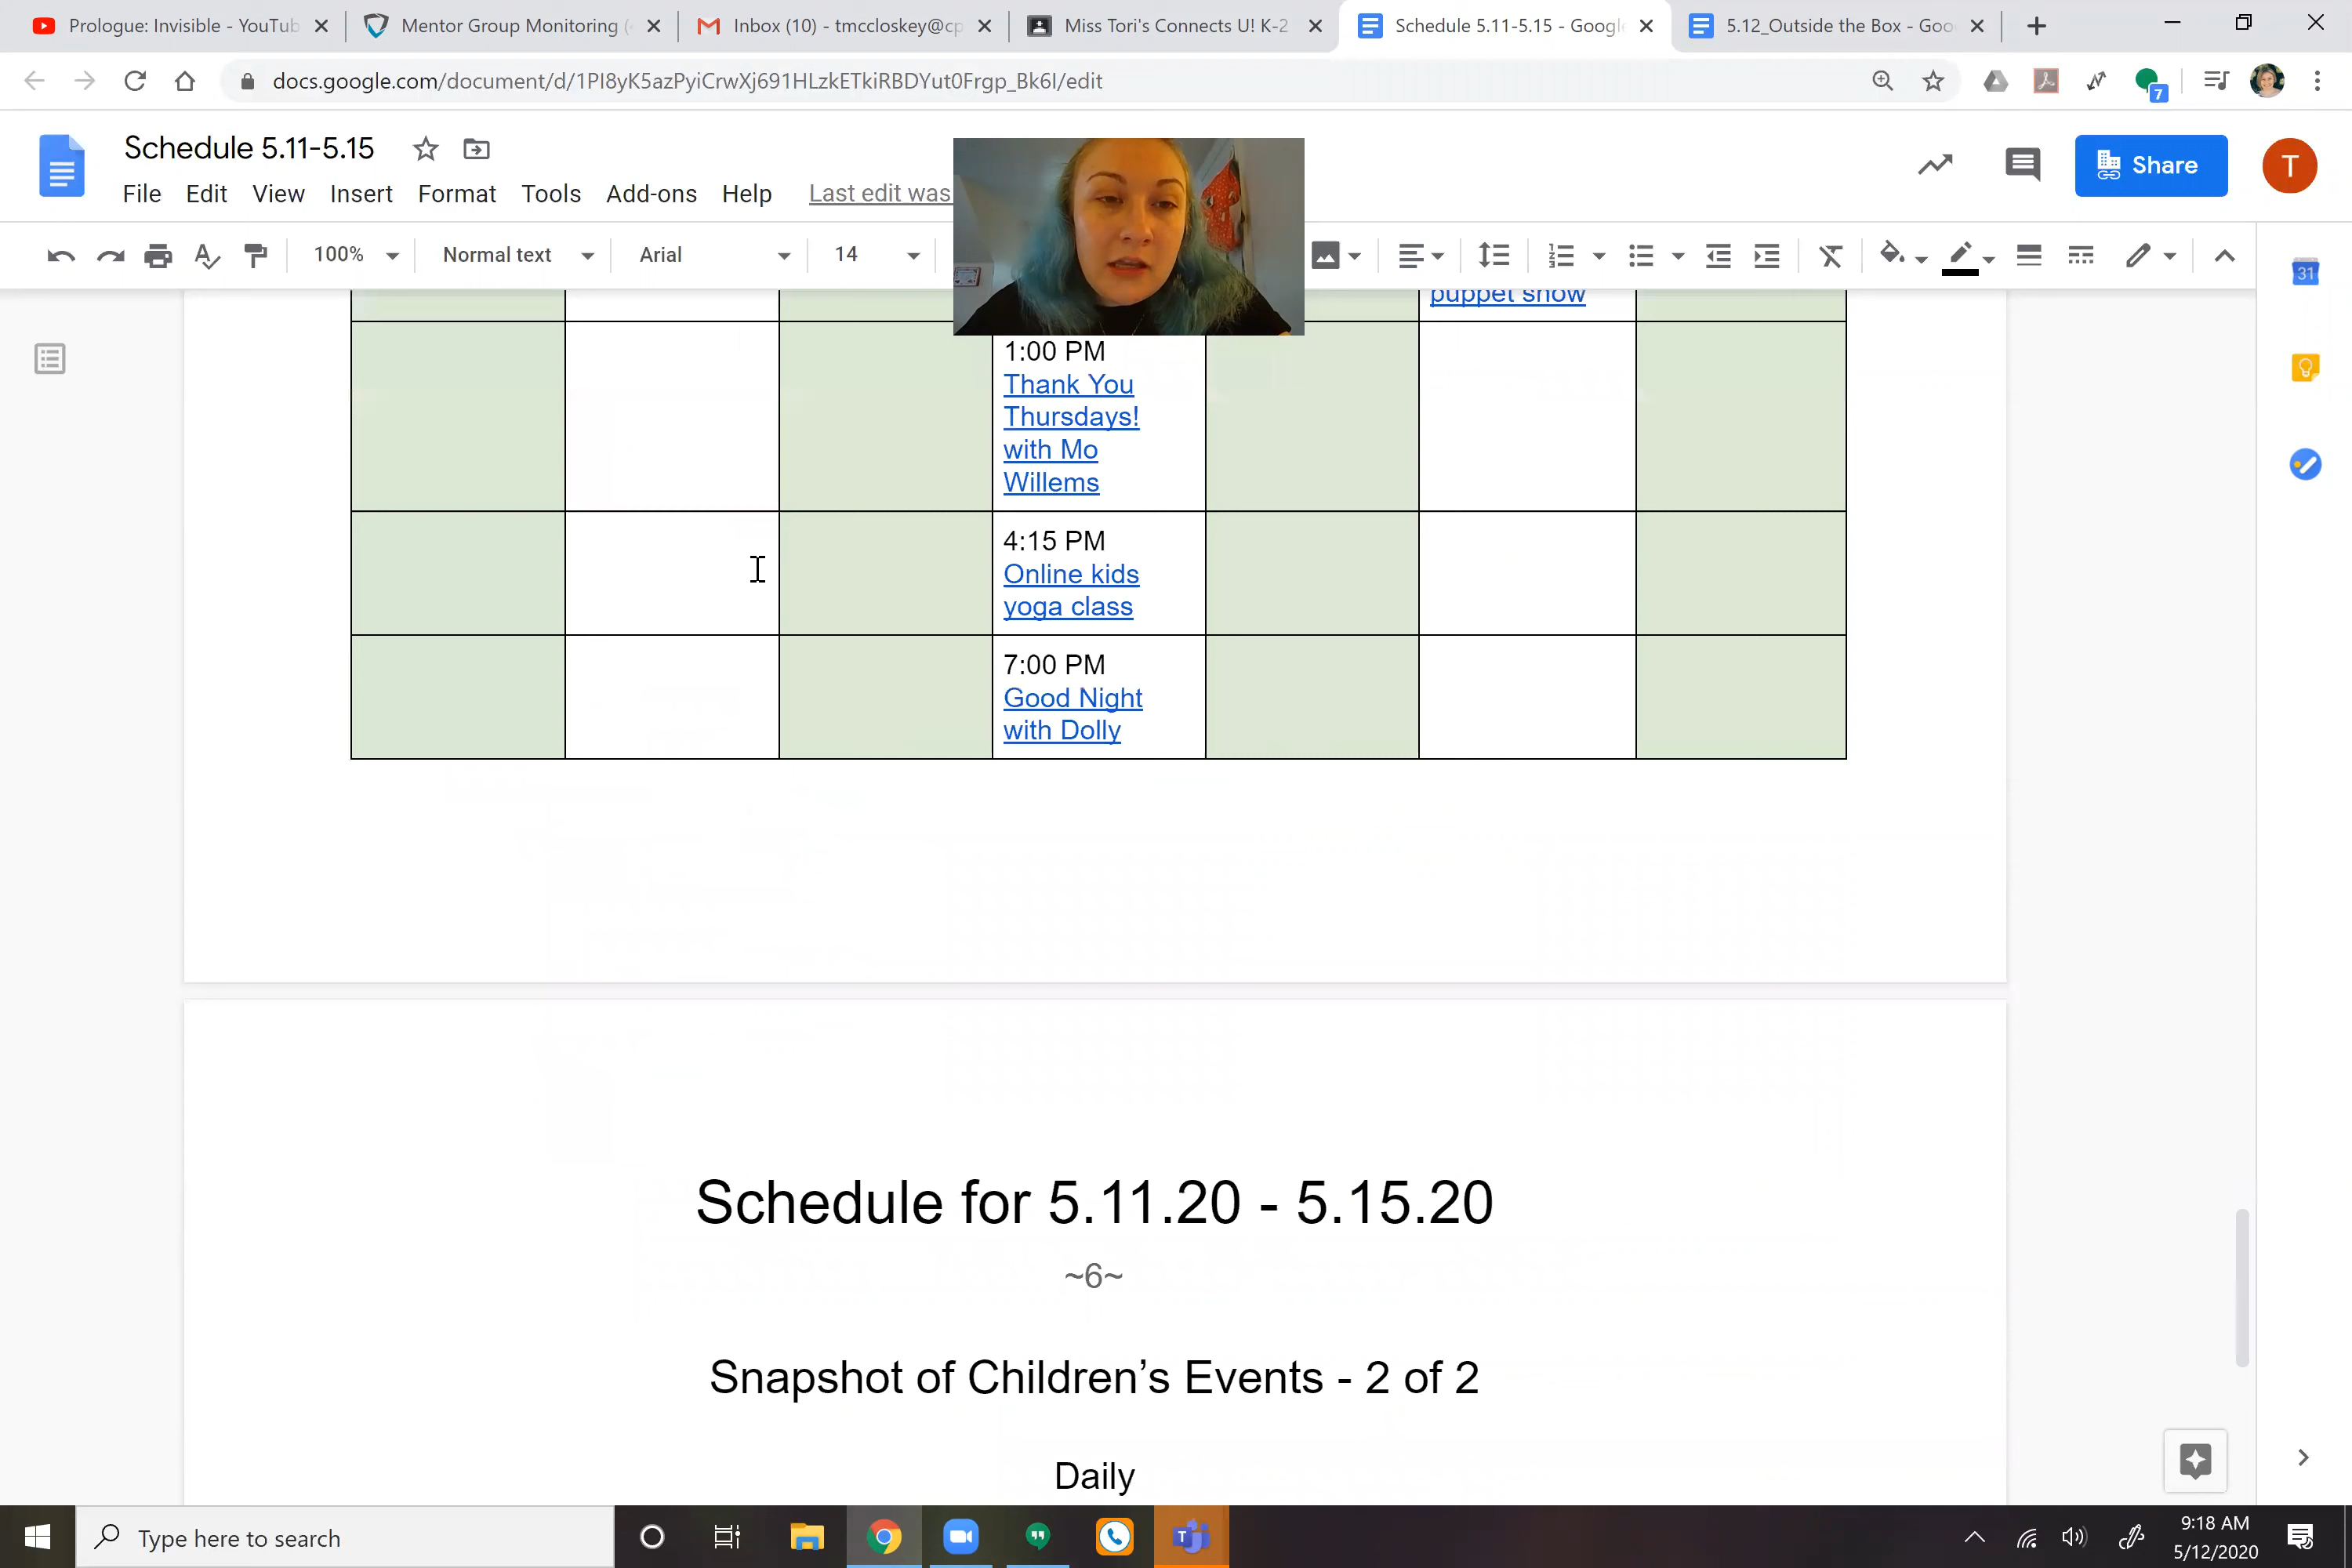 Prologue: Invisible - YouTub
Mentor Group Monitoring (
Inbox (10) - tmccloskey@cp
Miss Tori's Connects U! K-2
Schedule 5.11-5.15 - Googl
5.12_Outside the Box - Goo
docs.google.com/document/d/1PI8yK5azPyiCrwXj691HLzkETkiRBDYut0Frgp_Bk6I/edit
7
Schedule 5.11-5.15
File Edit View Insert Format Tools Add-ons Help Last edit was
Share
T
100% Normal text Arial 14
31
puppet show
1:00 PM
Thank You
Thursdays!
with Mo
Willems
4:15 PM
Online kids
yoga class
7:00 PM
Good Night
with Dolly
Schedule for 5.11.20 - 5.15.20
~6~
Snapshot of Children's Events - 2 of 2
Daily
Type here to search
9:18 AM
5/12/2020